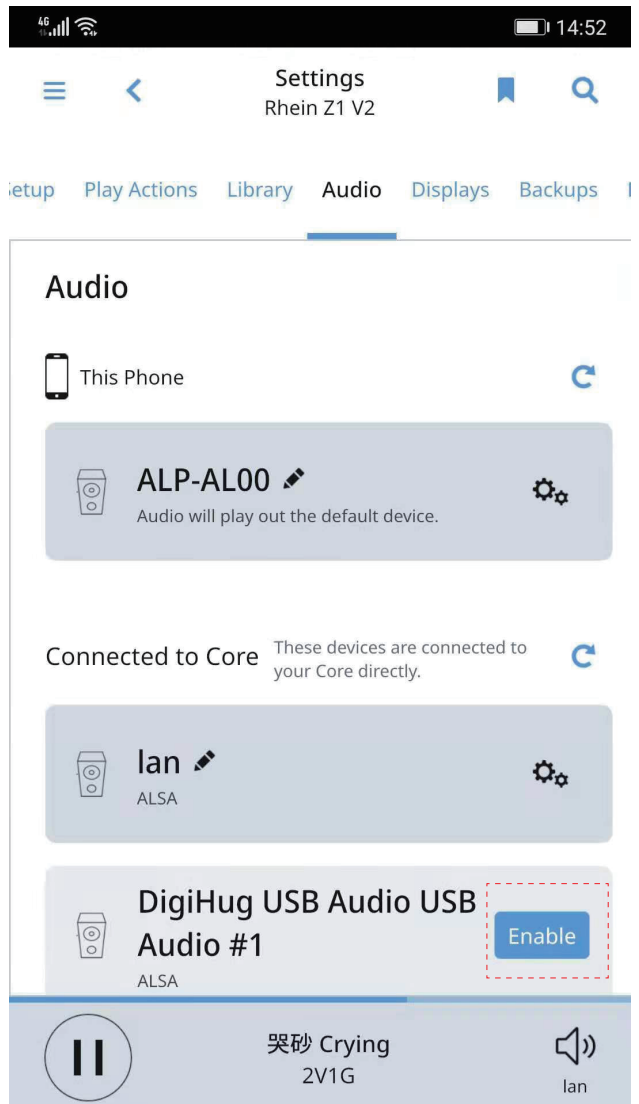 4G
14:52
Settings
Rhein Z1 V2
etup Play Actions Library Audio Displays Backups
Audio
This Phone
ALP-AL00
Audio will play out the default device.
Connected to Core
These devices are connected to
your Core directly.
lan
ALSA
DigiHug USB Audio USB
Audio #1
Enable
ALSA
哭砂 Crying
2V1G
lan